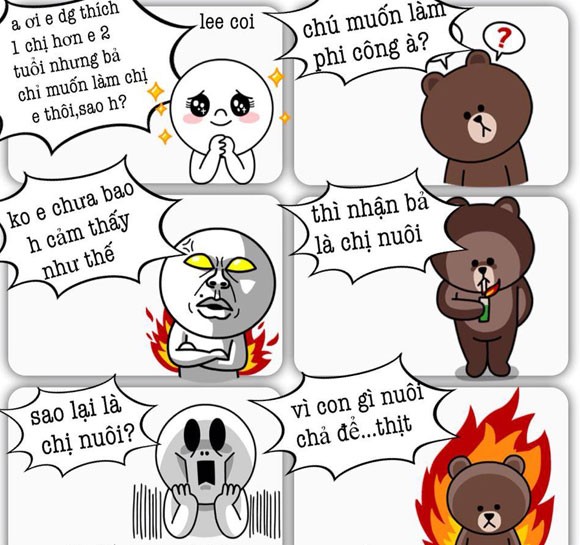 a ơi e dg thích
1 chị hơn e 2
tuổi nhưng bả
chỉ muốn làm chị
e thôi,sao h?
lee coi
chú muốn làm
phi công à?
?
ko e chưa bao
h cảm thấy
như thế
thì nhận bả
là chị nuôi
sao lại là
chị nuôi?
vì con gì nuôi
chả để...thịt